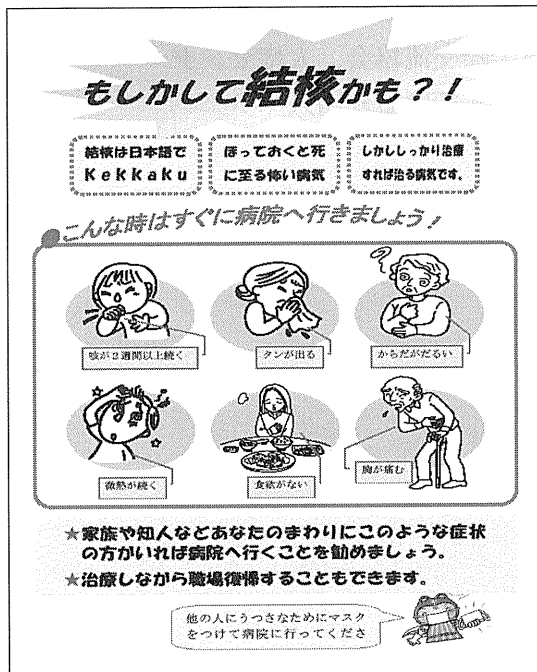 もしかして結核かも？！
結核は日本語で
Kekkaku
ほっておくと死
に至る怖い病気
しかししっかり治療
すれば治る病気です。
こんな時はすぐに病院へ行きましょう！
咳が２週間以上続く
タンが出る
からだがだるい
微熱が続く
食欲がない
胸が痛む
★家族や知人などあなたのまわりにこのような症状
の方がいれば病院へ行くことを勧めましょう。
★治療しながら職場復帰することもできます。
他の人にうつさなためにマスク
をつけて病院に行ってくださ